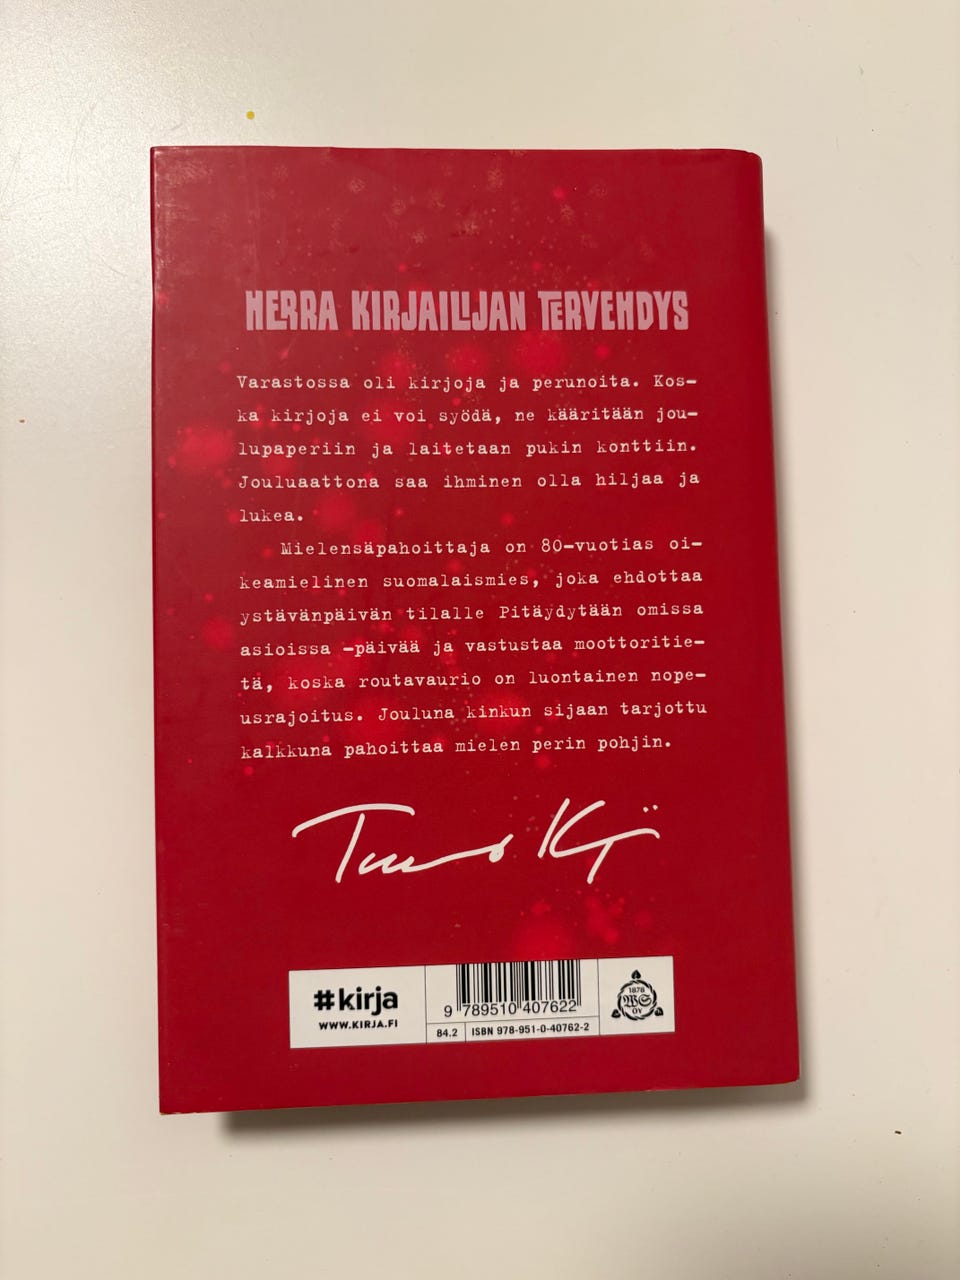 HERRA KIRJAILIJAN TERVEHDYS
Varastossa oli kirjoja ja perunoita. Kos-
ka kirjoja ei voi syödä, ne kääritään jou-
lupaperiin ja laitetaan pukin konttiin.
Jouluaattona saa ihminen olla hiljaa ja
lukea.
Mielensäpahoittaja on 80-vuotias oi-
keamielinen suomalaismies, joka ehdottaa
ystävänpäivän tilalle Pitäydytään omissa
asioissa -päivää ja vastustaa moottoritie-
tä, koska routavaurio on luontainen nope-
usrajoitus. Jouluna kinkun sijaan tarjottu
kalkkuna pahoittaa mielen perin pohjin.
#kirja
WWW.KIRJA.FI
9 789510 407622
84.2 ISBN 978-951-0-40762-2
1878
WS
OY